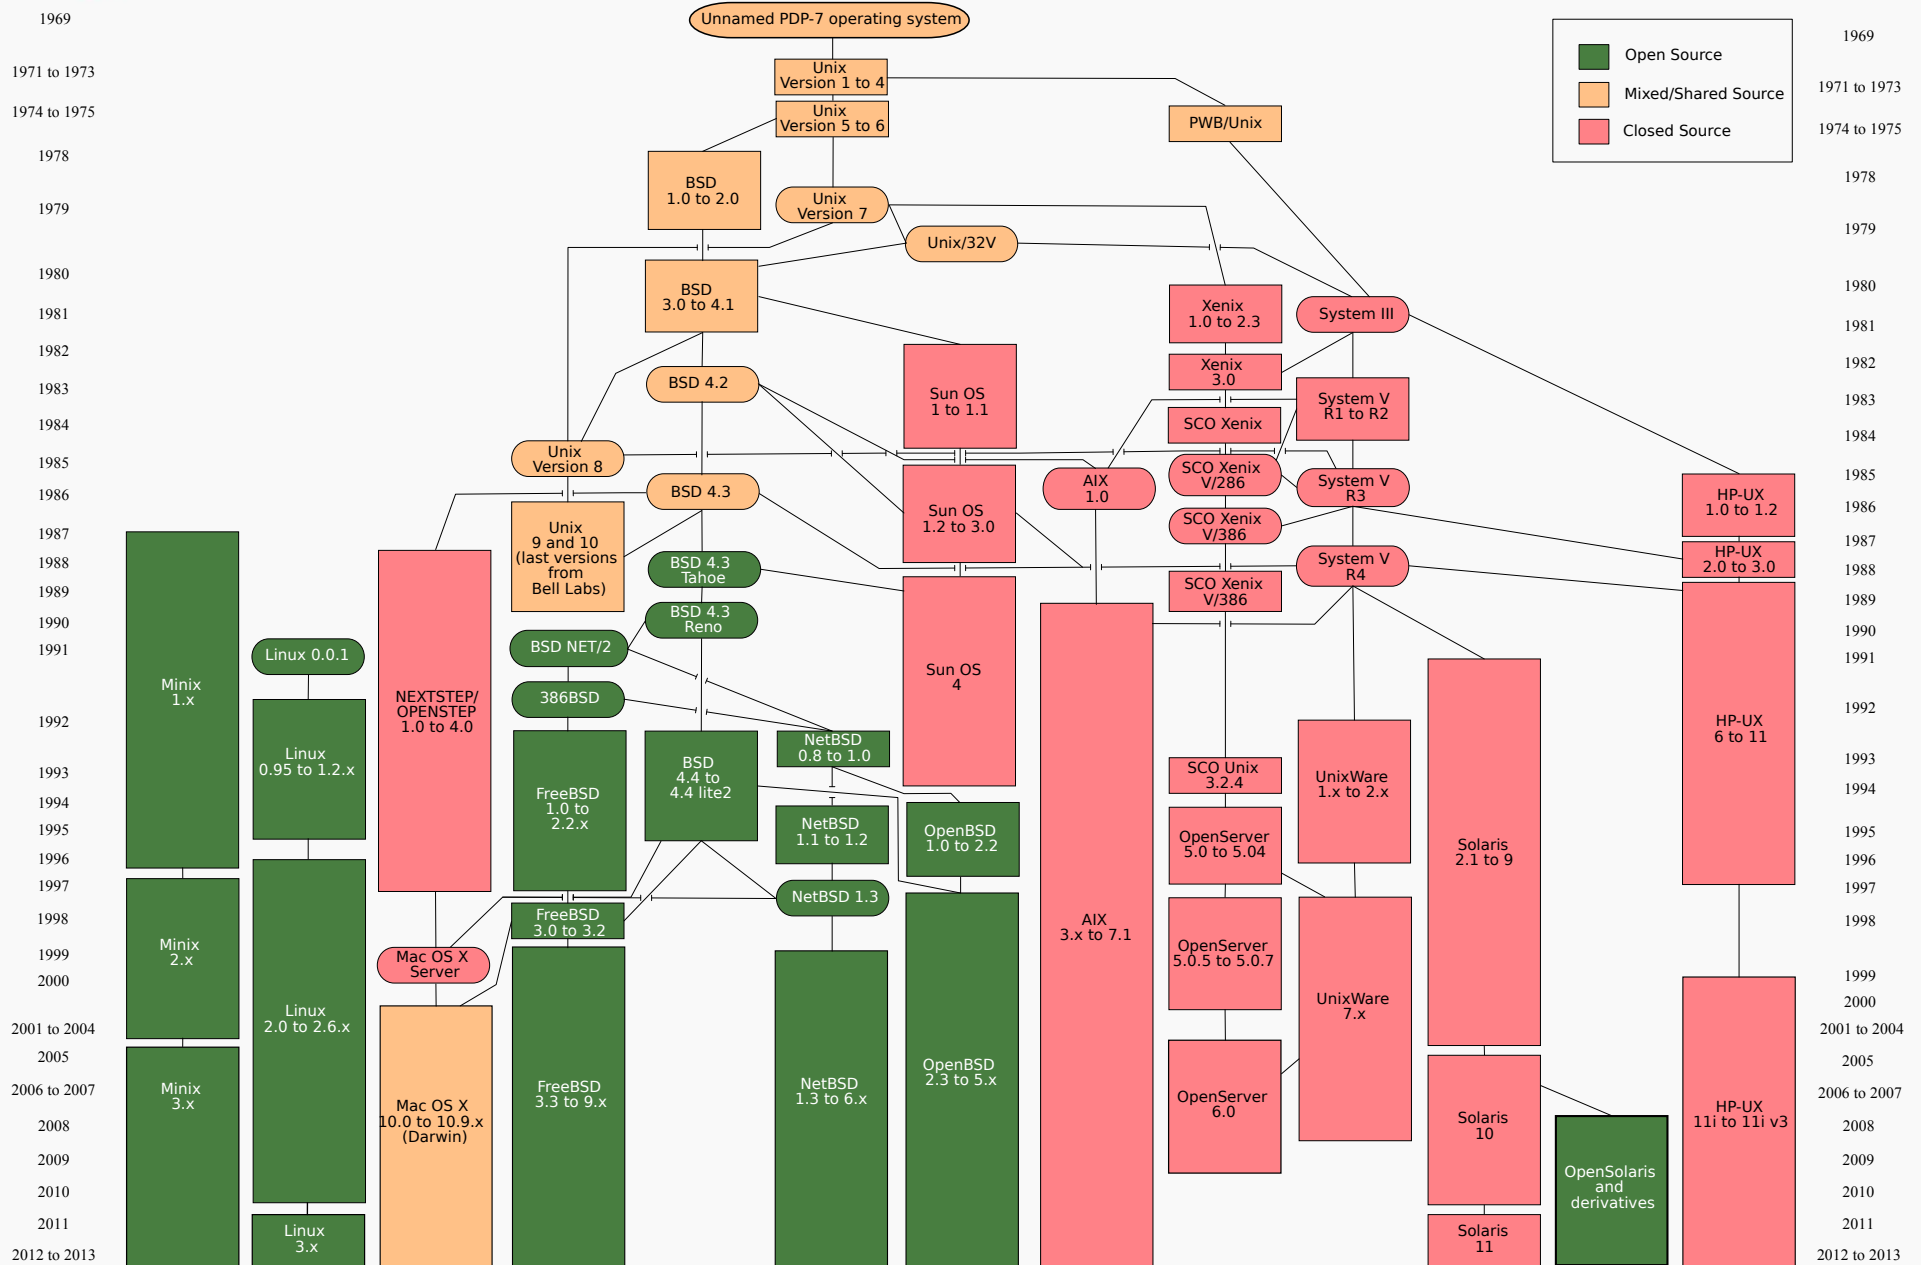 Unnamed PDP-7 operating system
Unix
Version 1 to 4
Unix
Version 5 to 6
PWB/Unix
BSD
1.0 to 2.0
Unix
Version 7
Unix/32V
BSD
3.0 to 4.1
Xenix
1.0 to 2.3
System III
Xenix
3.0
BSD 4.2
Sun OS
1 to 1.1
System V
R1 to R2
SCO Xenix
Unix
Version 8
SCO Xenix
V/286
AIX
1.0
System V
R3
BSD 4.3
Sun OS
1.2 to 3.0
HP-UX
1.0 to 1.2
SCO Xenix
V/386
Unix
9 and 10
(last versions
from
Bell Labs)
HP-UX
2.0 to 3.0
BSD 4.3
Tahoe
System V
R4
SCO Xenix
V/386
BSD 4.3
Reno
BSD NET/2
Linux 0.0.1
Sun OS
4
Minix
1.x
386BSD
NEXTSTEP/
OPENSTEP
1.0 to 4.0
HP-UX
6 to 11
NetBSD
0.8 to 1.0
Linux
0.95 to 1.2.x
BSD
4.4 to
4.4 lite2
SCO Unix
3.2.4
UnixWare
1.x to 2.x
FreeBSD
1.0 to
2.2.x
NetBSD
1.1 to 1.2
OpenBSD
1.0 to 2.2
OpenServer
5.0 to 5.04
Solaris
2.1 to 9
NetBSD 1.3
FreeBSD
3.0 to 3.2
AIX
3.x to 7.1
Minix
2.x
OpenServer
5.0.5 to 5.0.7
Mac OS X
Server
UnixWare
7.x
Linux
2.0 to 2.6.x
OpenBSD
2.3 to 5.x
Minix
3.x
FreeBSD
3.3 to 9.x
NetBSD
1.3 to 6.x
OpenServer
6.0
Mac OS X
10.0 to 10.9.x
(Darwin)
Solaris
10
HP-UX
11i to 11i v3
OpenSolaris
and
derivatives
Linux
3.x
Solaris
11
Open Source
Mixed/Shared Source
Closed Source
1969
1971 to 1973
1974 to 1975
1978
1979
1980
1981
1982
1983
1984
1985
1986
1987
1988
1989
1990
1991
1992
1993
1994
1995
1996
1997
1998
1999
2000
2001 to 2004
2005
2006 to 2007
2008
2009
2010
2011
2012 to 2013
1969
1971 to 1973
1974 to 1975
1978
1979
1980
1981
1982
1983
1984
1985
1986
1987
1988
1989
1990
1991
1992
1993
1994
1995
1996
1997
1998
1999
2000
2001 to 2004
2005
2006 to 2007
2008
2009
2010
2011
2012 to 2013